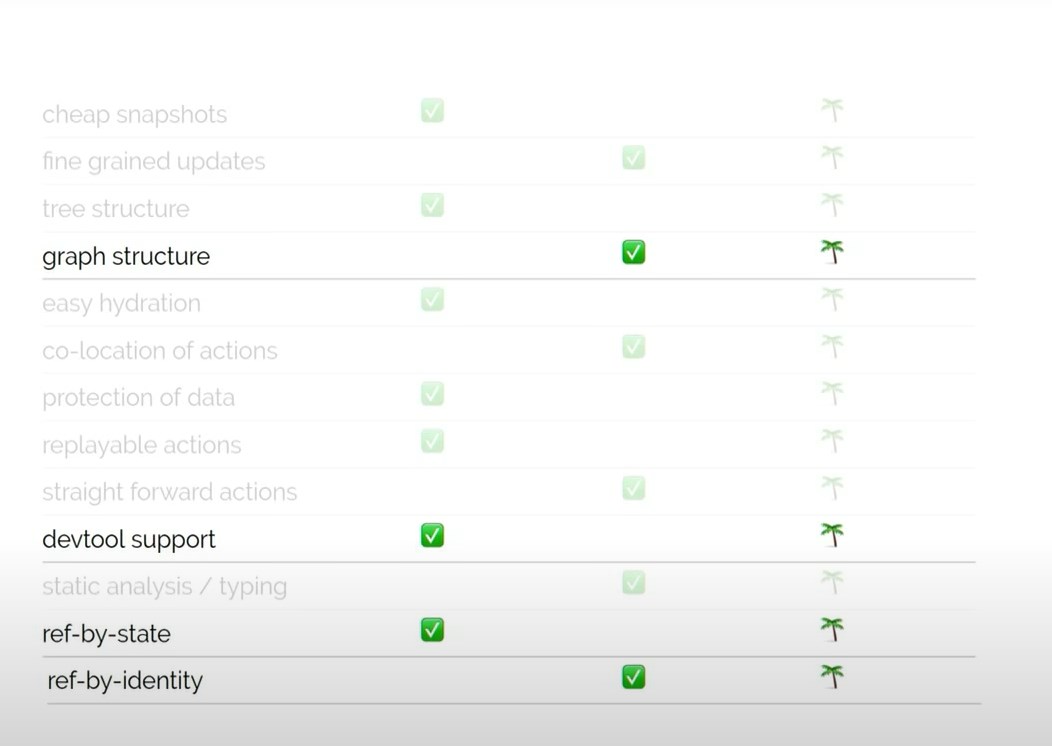 cheap snapshots
fine grained updates
tree structure
graph structure
easy hydration
co-location of actions
protection of data
replayable actions
straight forward actions
devtool support
static analysis / typing
ref-by-state
ref-by-identity